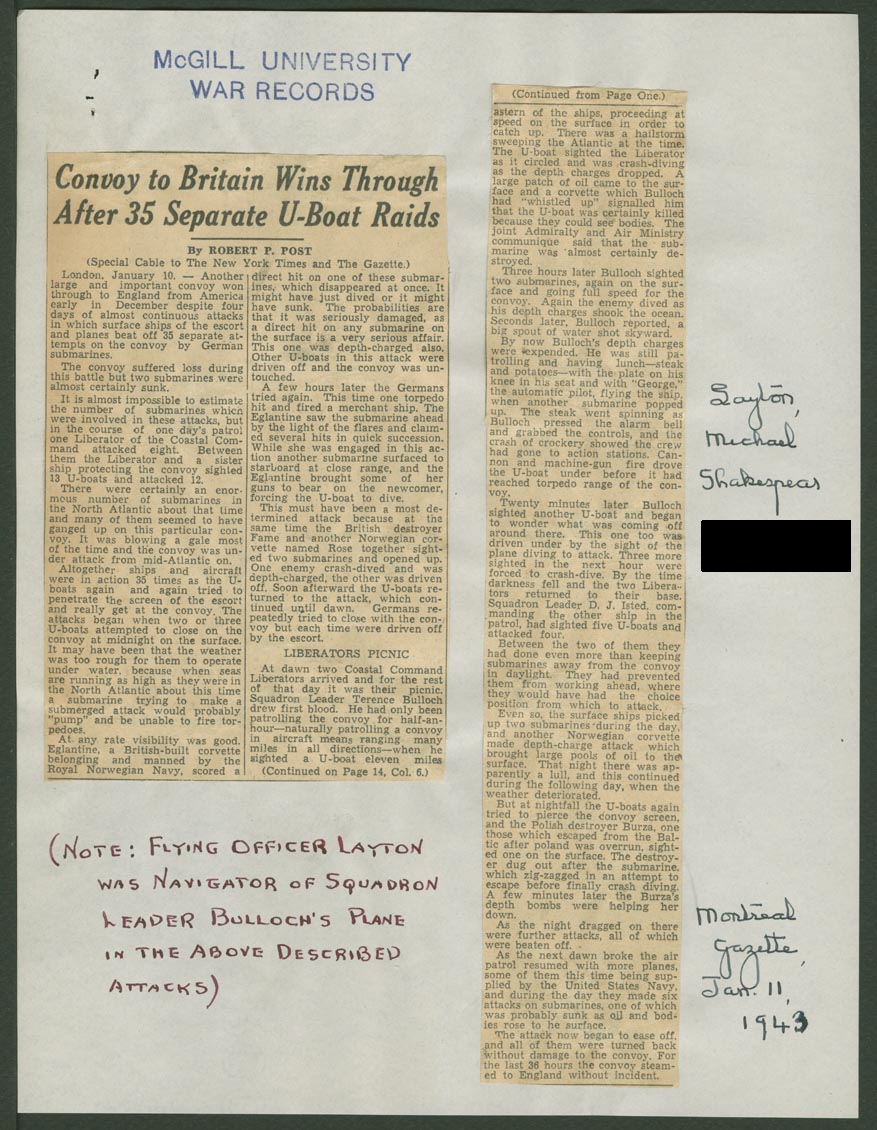 McGILL UNIVERSITY
WAR RECORDS
Convoy to Britain Wins Through
After 35 Separate U-Boat Raids
By ROBERT P. POST
(Special Cable to The New York Times and The Gazette.)
London, January 10. — Another
large and important convoy won
through to England from America
early in December despite four
days of almost continuous attacks
in which surface ships of the escort
and planes beat off 35 separate at-
tempts on the convoy by German
submarines.
The convoy suffered loss during
this battle but two submarines were
almost certainly sunk.
It is almost impossible to estimate
the number of submarines which
were involved in these attacks, but
in the course of one day's patrol
one Liberator of the Coastal Com-
mand attacked eight. Between
them the Liberator and a sister
ship protecting the convoy sighted
13 U-boats and attacked 12.
There were certainly an enor-
mous number of submarines in
the North Atlantic about that time
and many of them seemed to have
ganged up on this particular con-
voy. It was blowing a gale most
of the time and the convoy was un-
der attack from mid-Atlantic on.
Altogether ships and aircraft
were in action 35 times as the U-
boats again and again tried to
penetrate the screen of the escort
and really get at the convoy. The
attacks began when two or three
U-boats attempted to close on the
convoy at midnight on the surface.
It may have been that the weather
was too rough for them to operate
under water, because when seas
are running as high as they were in
the North Atlantic about this time
a submarine trying to make a
submerged attack would probably
"pump" and be unable to fire tor-
pedoes.
At any rate visibility was good.
Eglantine, a British-built corvette
belonging and manned by the
Royal Norwegian Navy, scored a
direct hit on one of these submar-
ines, which disappeared at once. It
might have just dived or it might
have sunk. The probabilities are
that it was seriously damaged, as
a direct hit on any submarine on
the surface is a very serious affair.
This one was depth-charged also.
Other U-boats in this attack were
driven off and the convoy was un-
touched.
A few hours later the Germans
tried again. This time one torpedo
hit and fired a merchant ship. The
Eglantine saw the submarine ahead
by the light of the flares and claim-
ed several hits in quick succession.
While she was engaged in this ac-
tion another submarine surfaced to
starboard at close range, and the
Eglantine brought some of her
guns to bear on the newcomer,
forcing the U-boat to dive.
This must have been a most de-
termined attack because at the
same time the British destroyer
Fame and another Norwegian cor-
vette named Rose together sight-
ed two submarines and opened up.
One enemy crash-dived and was
depth-charged, the other was driven
off. Soon afterward the U-boats re-
turned to the attack, which con-
tinued until dawn. Germans re-
peatedly tried to close with the con-
voy but each time were driven off
by the escort.
LIBERATORS PICNIC
At dawn two Coastal Command
Liberators arrived and for the rest
of that day it was their picnic.
Squadron Leader Terence Bulloch
drew first blood. He had only been
patrolling the convoy for half-an-
hour—naturally patrolling a convoy
in aircraft means ranging many
miles in all directions—when he
sighted a U-boat eleven miles
(Continued on Page 14, Col. 6.)
(Continued from Page One.)
astern of the ships, proceeding at
speed on the surface in order to
catch up. There was a hailstorm
sweeping the Atlantic at the time.
The U-boat sighted the Liberator
as it circled and was crash-diving
as the depth charges dropped. A
large patch of oil came to the sur-
face and a corvette which Bulloch
had "whistled up" signalled him
that the U-boat was certainly killed
because they could see bodies. The
joint Admiralty and Air Ministry
communique said that the sub-
marine was almost certainly de-
stroyed.
Three hours later Bulloch sighted
two submarines, again on the sur-
face and going full speed for the
convoy. Again the enemy dived as
his depth charges shook the ocean.
Seconds later, Bulloch reported, a
big spout of water shot skyward.
By now Bulloch's depth charges
were expended. He was still pa-
trolling and having lunch—steak
and potatoes—with the plate on his
knee in his seat and with "George,"
the automatic pilot, flying the ship,
when another submarine popped
up. The steak went spinning as
Bulloch pressed the alarm bell
and grabbed the controls, and the
crash of crockery showed the crew
had gone to action stations. Can-
non and machine-gun fire drove
the U-boat under before it had
reached torpedo range of the con-
voy.
Twenty minutes later Bulloch
sighted another U-boat and began
to wonder what was coming off
around there. This one too was
driven under by the sight of the
plane diving to attack. Three more
sighted in the next hour were
forced to crash-dive. By the time
darkness fell and the two Libera-
tors returned to their base.
Squadron Leader D. J. Isted, com-
manding the other ship in the
patrol, had sighted five U-boats and
attacked four.
Between the two of them they
had done even more than keeping
submarines away from the convoy
in daylight. They had prevented
them from working ahead, where
they would have had the choice
position from which to attack.
Even so, the surface ships picked
up two submarines during the day,
and another Norwegian corvette
made depth-charge attack which
brought large pools of oil to the
surface. That night there was ap-
parently a lull, and this continued
during the following day, when the
weather deteriorated.
But at nightfall the U-boats again
tried to pierce the convoy screen,
and the Polish destroyer Burza, one
those which escaped from the Bal-
tic after poland was overrun, sight-
ed one on the surface. The destroy-
er dug out after the submarine,
which zig-zagged in an attempt to
escape before finally crash diving.
A few minutes later the Burza's
depth bombs were helping her
down.
As the night dragged on there
were further attacks, all of which
were beaten off.
As the next dawn broke the air
patrol resumed with more planes,
some of them this time being sup-
plied by the United States Navy,
and during the day they made six
attacks on submarines, one of which
was probably sunk as oil and bod-
ies rose to he surface.
The attack now began to ease off,
and all of them were turned back
without damage to the convoy. For
the last 36 hours the convoy steam-
ed to England without incident.
Layton,
Michael
Shakespear
Montreal
Gazette,
Jan. 11,
1943
(NOTE: FLYING OFFICER LAYTON
WAS NAVIGATOR OF SQUADRON
LEADER BULLOCH'S PLANE
IN THE ABOVE DESCRIBED
ATTACKS)